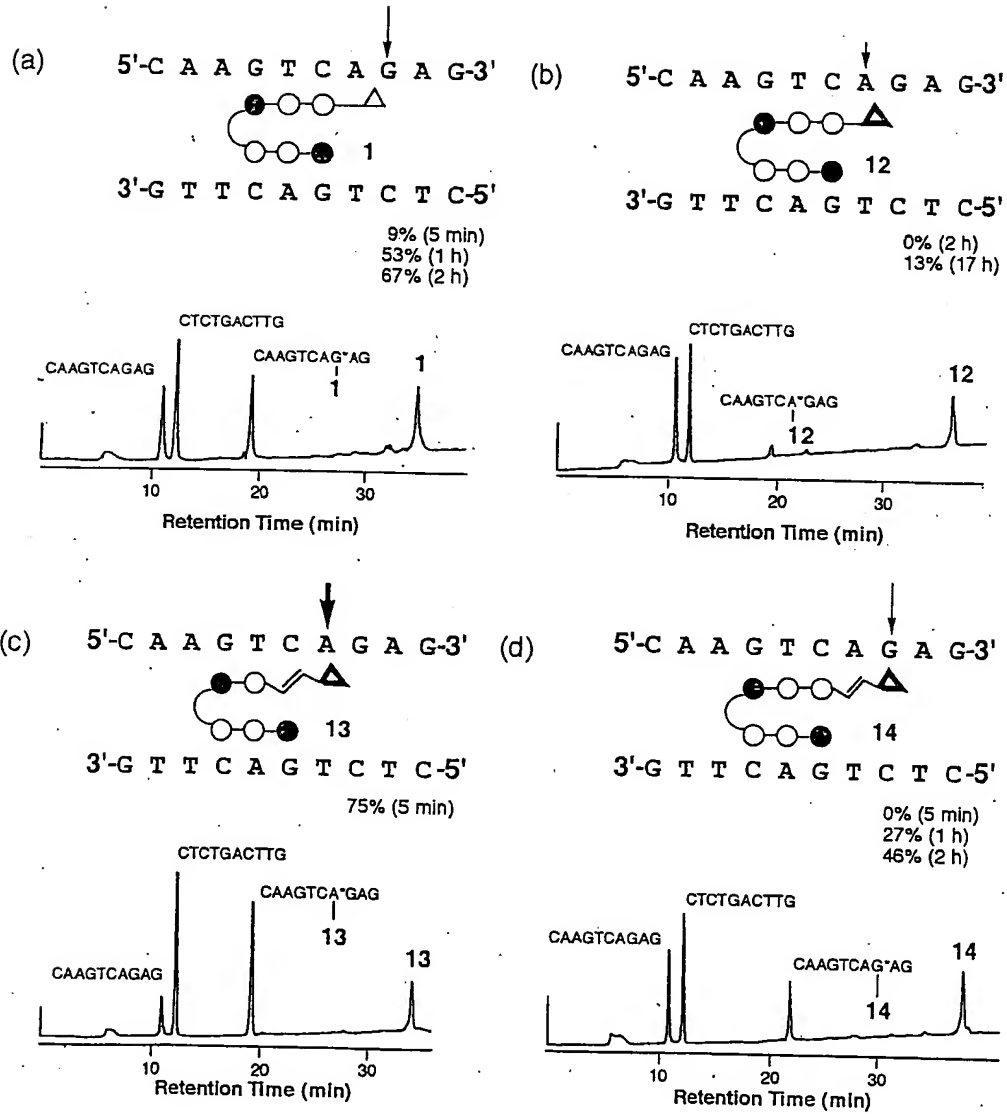 (a)
5'-C A A G T C A G A G-3'
1
3'-G T T C A G T C T C-5'
9% (5 min)
53% (1 h)
67% (2 h)
CAAGTCAGAG
CTCTGACTTG
CAAGTCAG*AG
1
1
10 20 30
Retention Time (min)
(b)
5'-C A A G T C A G A G-3'
12
3'-G T T C A G T C T C-5'
0% (2 h)
13% (17 h)
CAAGTCAGAG
CTCTGACTTG
CAAGTCA*GAG
12
12
10 20 30
Retention Time (min)
(c)
5'-C A A G T C A G A G-3'
13
3'-G T T C A G T C T C-5'
75% (5 min)
CAAGTCAGAG
CTCTGACTTG
CAAGTCA*GAG
13
13
10 20 30
Retention Time (min)
(d)
5'-C A A G T C A G A G-3'
14
3'-G T T C A G T C T C-5'
0% (5 min)
27% (1 h)
46% (2 h)
CAAGTCAGAG
CTCTGACTTG
CAAGTCAG*AG
14
14
10 20 30
Retention Time (min)